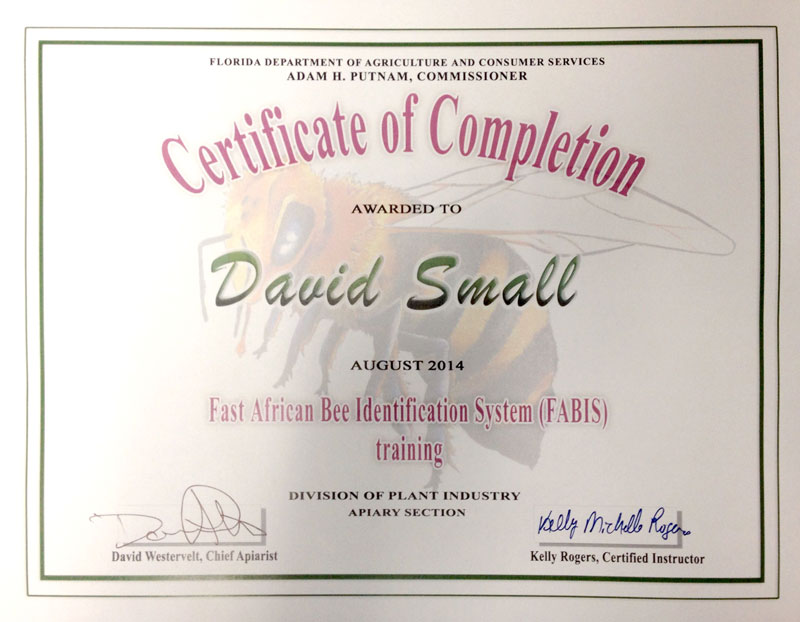 FLORIDA DEPARTMENT OF AGRICULTURE AND CONSUMER SERVICES
ADAM H. PUTNAM, COMMISSIONER
Certificate of Completion
AWARDED TO
David Small
AUGUST 2014
Fast African Bee Identification System (FABIS)
training
DIVISION OF PLANT INDUSTRY
APIARY SECTION
Kelly Michelle Rogers
David Westervelt, Chief Apiarist
Kelly Rogers, Certified Instructor